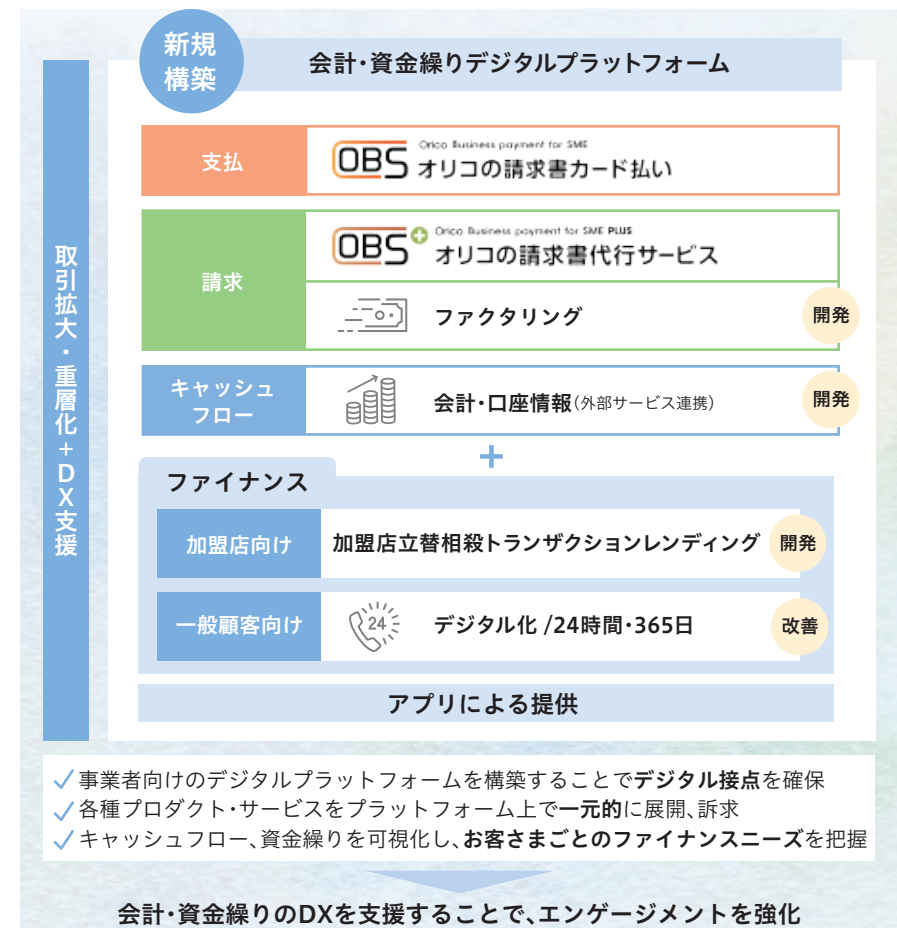 新規
構築
会計・資金繰りデジタルプラットフォーム
取引拡大・重層化+DX支援
支払
OBS Orico Business payment for SME
オリコの請求書カード払い
請求
OBS Orico Business payment for SME PLUS
オリコの請求書代行サービス
ファクタリング
開発
キャッシュ
フロー
会計・口座情報(外部サービス連携)
開発
+
ファイナンス
加盟店向け
加盟店立替相殺トランザクションレンディング
開発
一般顧客向け
24
デジタル化 /24時間・365日
改善
アプリによる提供
✓事業者向けのデジタルプラットフォームを構築することでデジタル接点を確保
✓各種プロダクト・サービスをプラットフォーム上で一元的に展開、訴求
✓キャッシュフロー、資金繰りを可視化し、お客さまごとのファイナンスニーズを把握
会計・資金繰りのDXを支援することで、エンゲージメントを強化